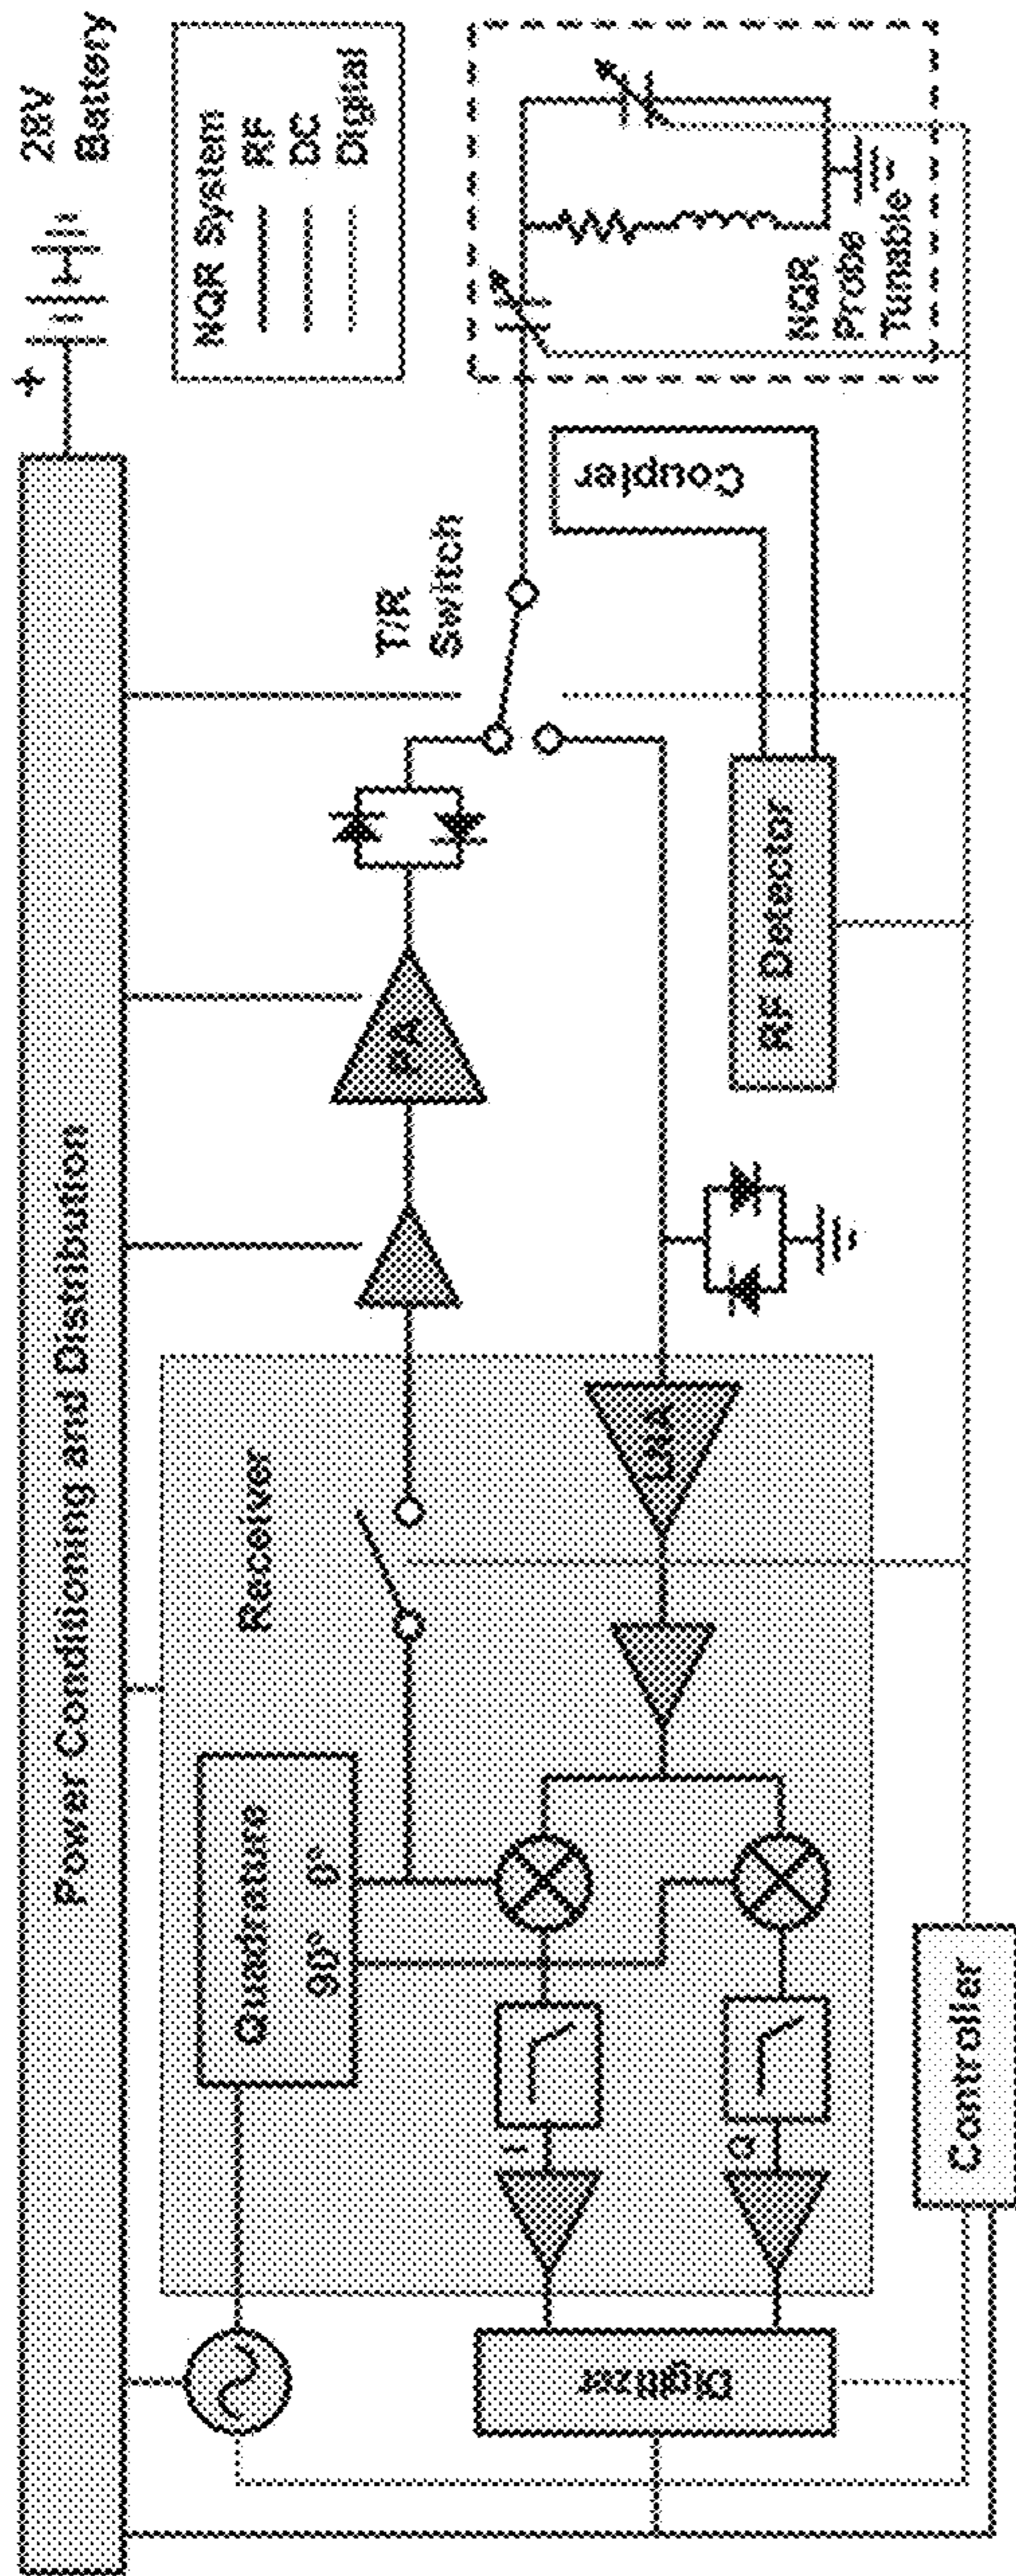 28V
Battery
Power Conditioning and Distribution
NQR System
RF
DC
Digital
T/R
Switch
PA
Receiver
Quadrature
90° 0°
LNA
I
Q
Digitizer
Controller
RF Detector
Coupler
NQR
Probe
Tunable